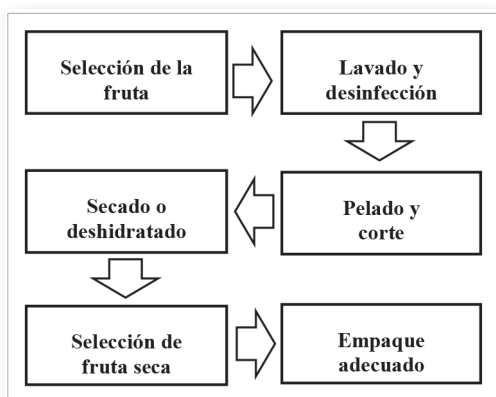 Selección de la
fruta
Lavado y
desinfección
Pelado y
corte
Secado o
deshidratado
Selección de
fruta seca
Empaque
adecuado